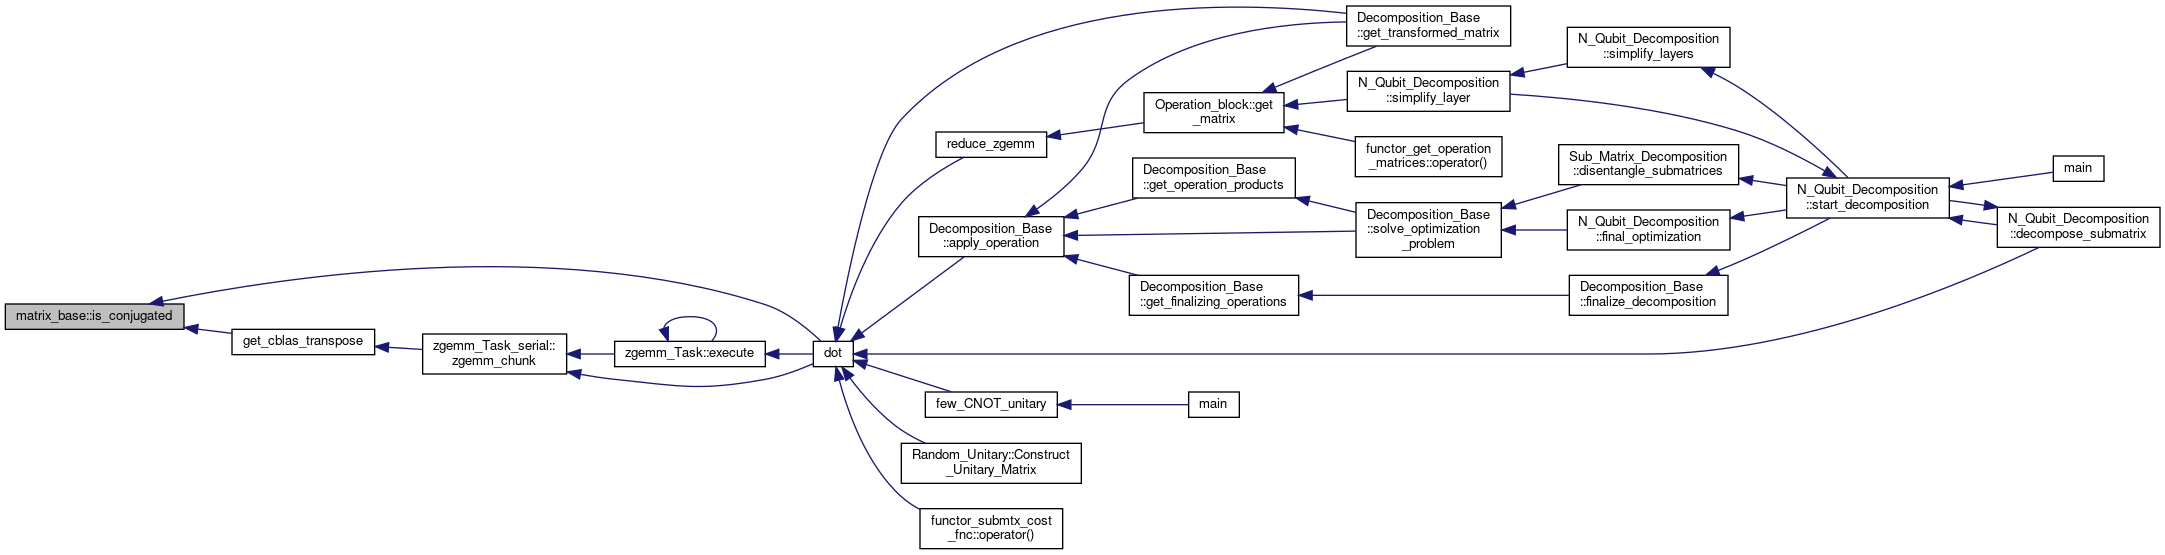 matrix_base::is_conjugated
get_cblas_transpose
zgemm_Task_serial::
zgemm_chunk
zgemm_Task::execute
dot
Decomposition_Base
::get_transformed_matrix
reduce_zgemm
Operation_block::get
_matrix
N_Qubit_Decomposition
::simplify_layer
N_Qubit_Decomposition
::simplify_layers
functor_get_operation
_matrices::operator()
Decomposition_Base
::apply_operation
Decomposition_Base
::get_operation_products
Decomposition_Base
::solve_optimization
_problem
Decomposition_Base
::get_finalizing_operations
Sub_Matrix_Decomposition
::disentangle_submatrices
N_Qubit_Decomposition
::final_optimization
Decomposition_Base
::finalize_decomposition
N_Qubit_Decomposition
::start_decomposition
main
N_Qubit_Decomposition
::decompose_submatrix
few_CNOT_unitary
main
Random_Unitary::Construct
_Unitary_Matrix
functor_submtx_cost
_fnc::operator()